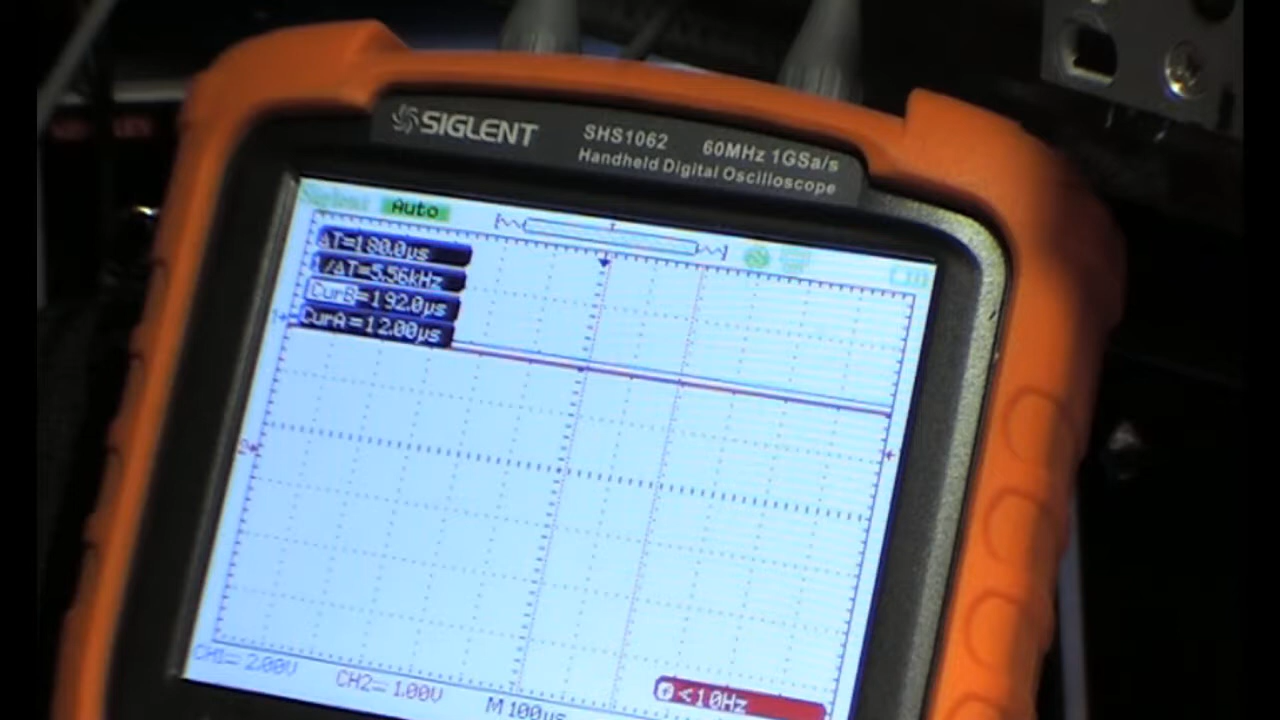 SIGLENT
SHS1062 60MHz 1GSa/s
Handheld Digital Oscilloscope
Siglent Auto
ΔT=180.0µs
1/ΔT=5.56kHz
CurB=192.0µs
CurA=12.00µs
CH1= 2.00V CH2= 1.00V M 100µs <10Hz